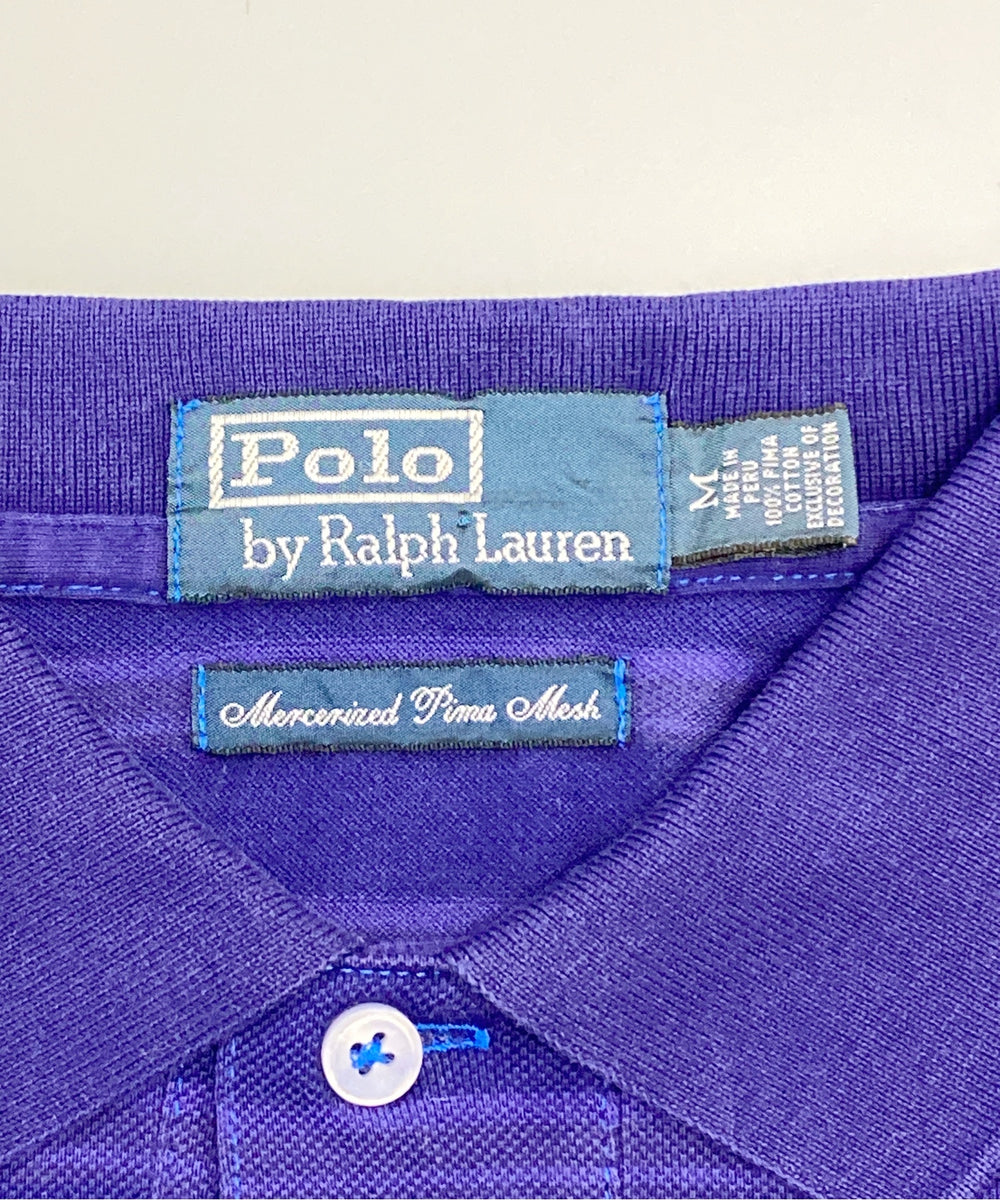 Polo
by Ralph Lauren
M
MADE IN
PERU
100% PIMA
COTTON
EXCLUSIVE OF
DECORATION
Mercerized Pima Mesh